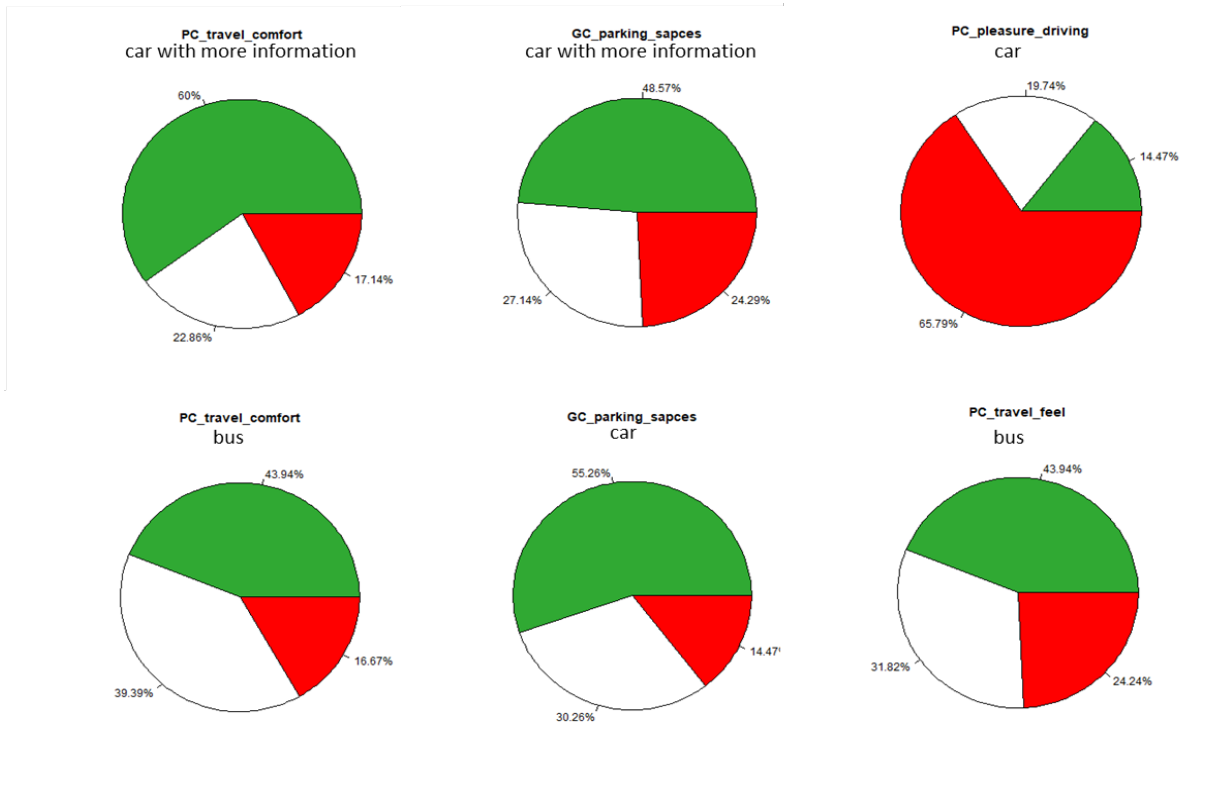 PC_travel_comfort
car with more information
60%
17.14%
22.86%
GC_parking_sapces
car with more information
48.57%
27.14%
24.29%
PC_pleasure_driving
car
19.74%
14.47%
65.79%
PC_travel_comfort
bus
43.94%
16.67%
39.39%
GC_parking_sapces
car
55.26%
14.47
30.26%
PC_travel_feel
bus
43.94%
31.82%
24.24%